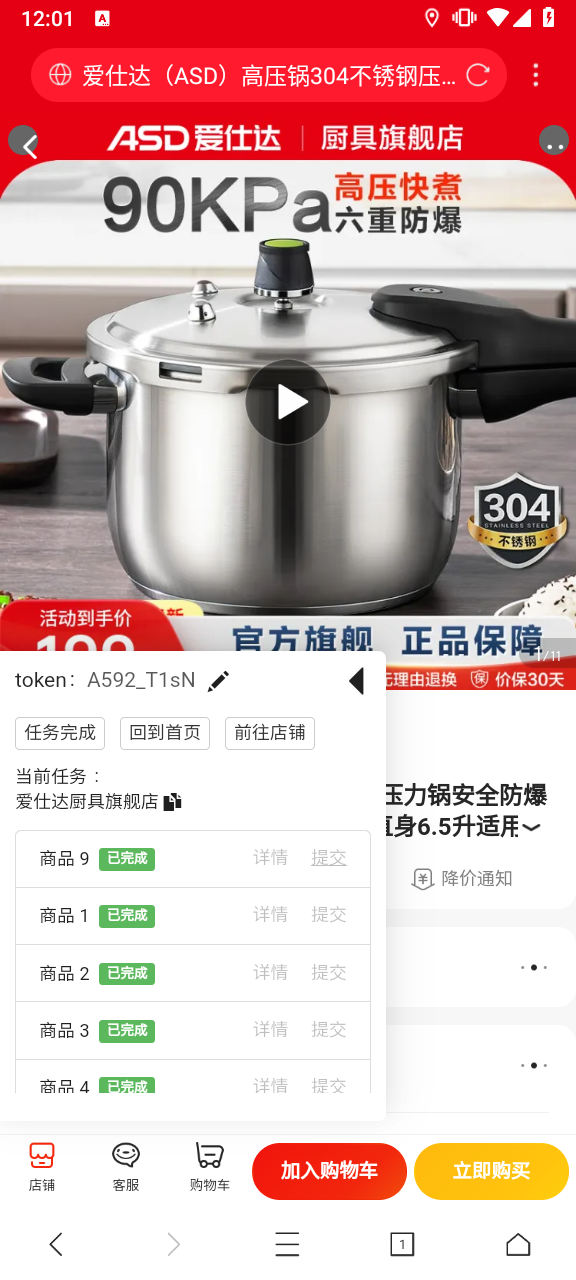 12:01
爱仕达（ASD）高压锅304不锈钢压...
ASD爱仕达 | 厨具旗舰店
90KPa
高压快煮
六重防爆
304
STAINLESS STEEL
不锈钢
活动到手价
官方旗舰 正品保障
无理由退换 价保30天
1/11
token： A592_T1sN
任务完成 回到首页 前往店铺
当前任务：
爱仕达厨具旗舰店
压力锅安全防爆
直身6.5升适用
降价通知
商品 9 已完成 详情 提交
商品 1 已完成 详情 提交
商品 2 已完成 详情 提交
商品 3 已完成 详情 提交
商品 4 已完成 详情 提交
店铺 客服 购物车 加入购物车 立即购买
1